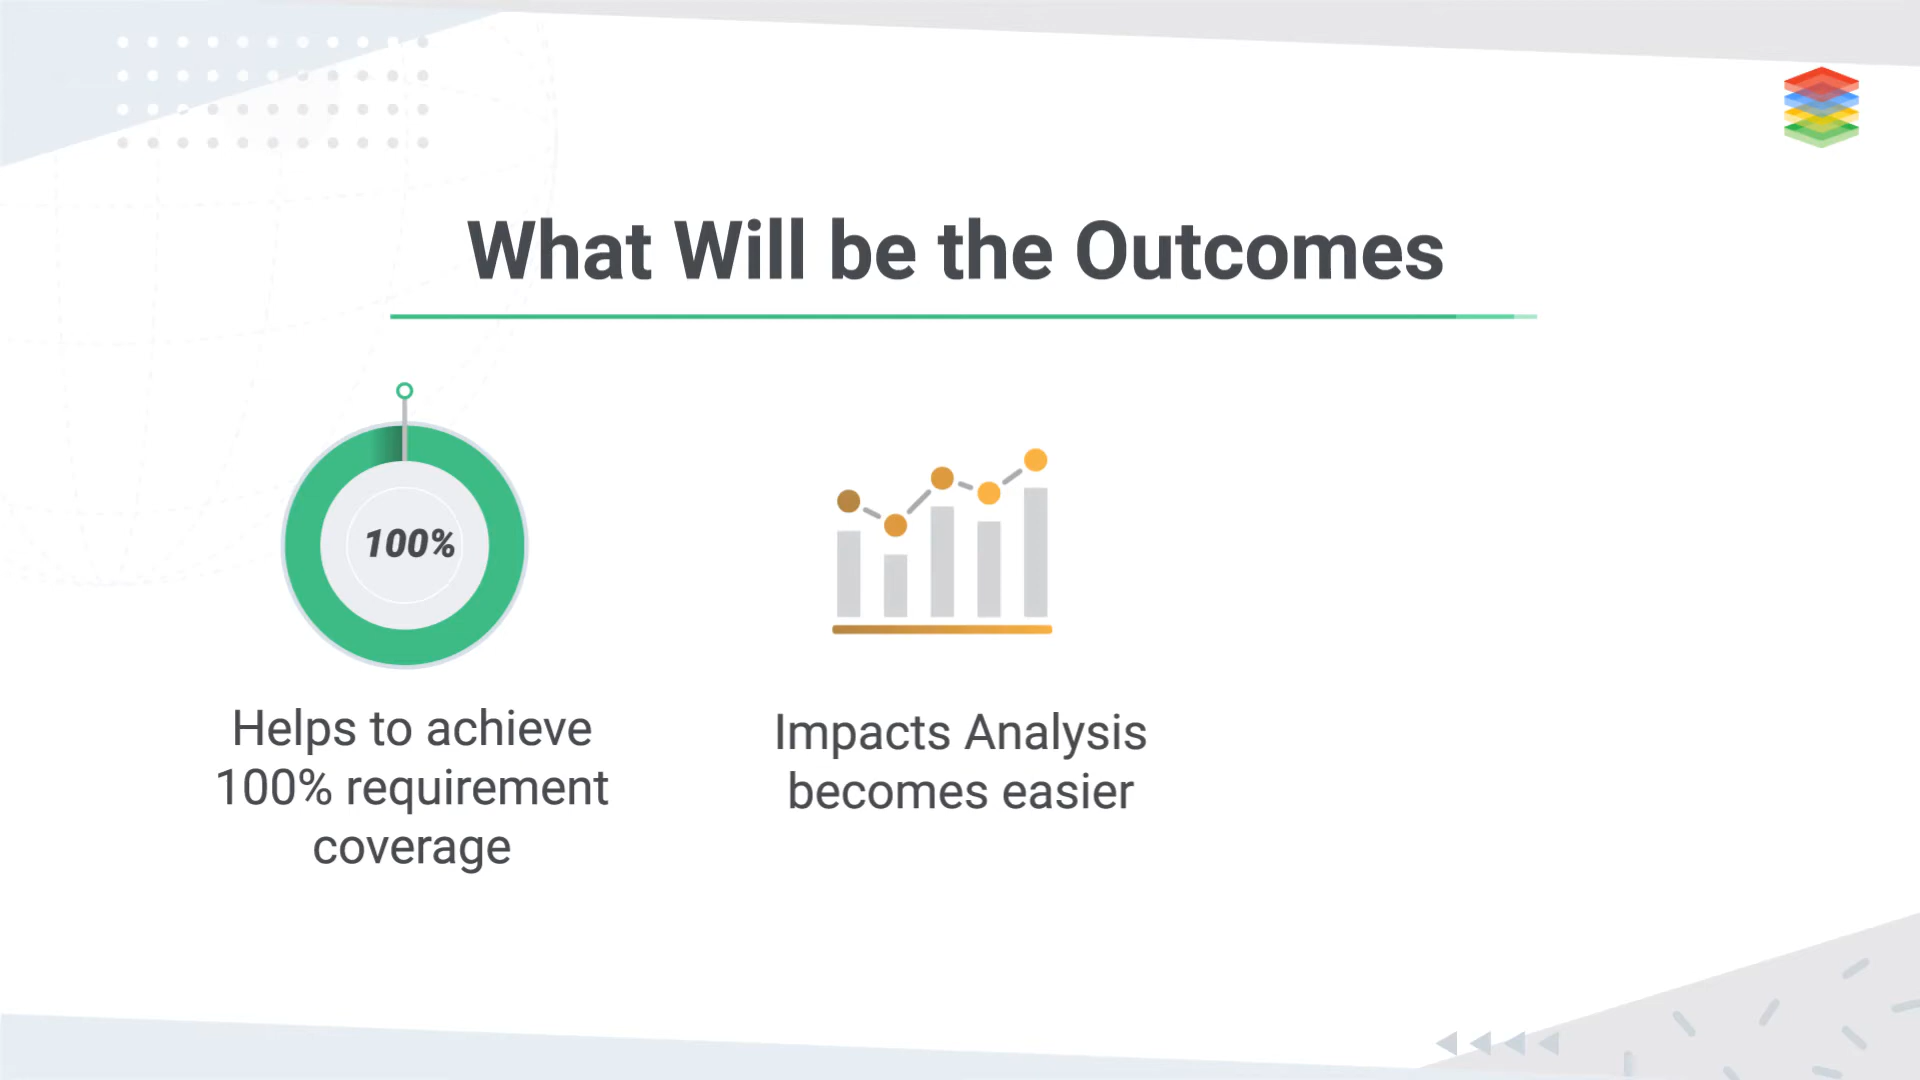 What Will be the Outcomes
100%
Helps to achieve
100% requirement
coverage
Impacts Analysis
becomes easier